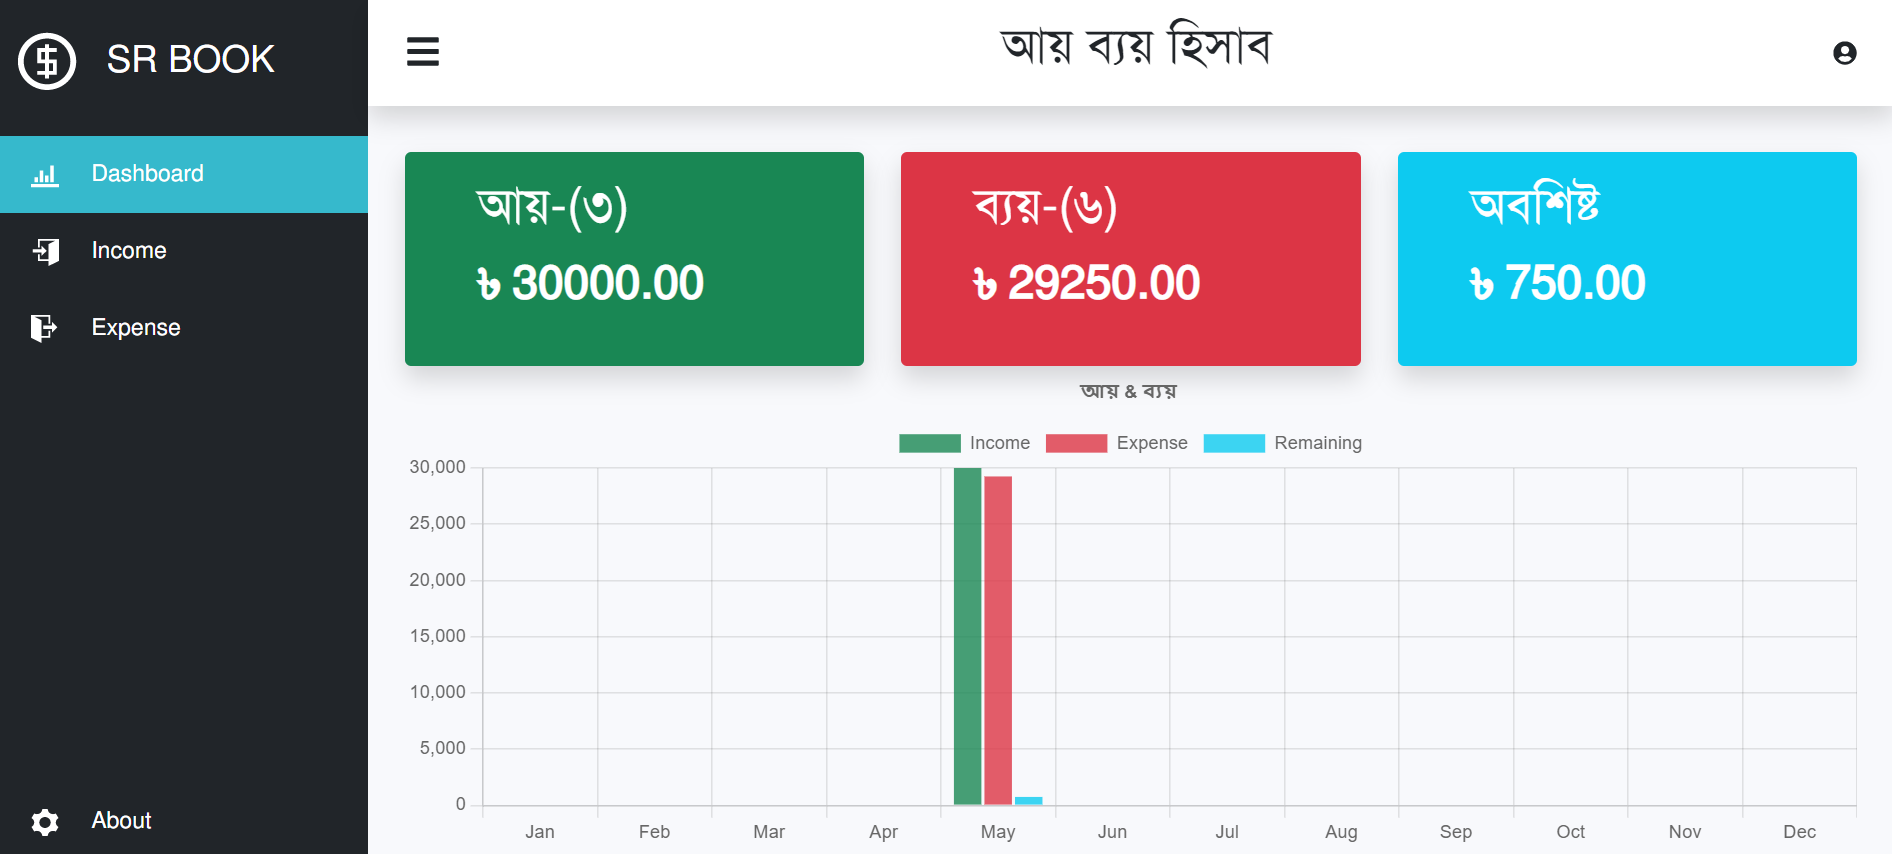 SR BOOK
Dashboard
Income
Expense
About
আয় ব্যয় হিসাব
আয়-(৩)
৳ 30000.00
ব্যয়-(৬)
৳ 29250.00
অবশিষ্ট
৳ 750.00
আয় & ব্যয়
Income Expense Remaining
30,000
25,000
20,000
15,000
10,000
5,000
0
Jan Feb Mar Apr May Jun Jul Aug Sep Oct Nov Dec